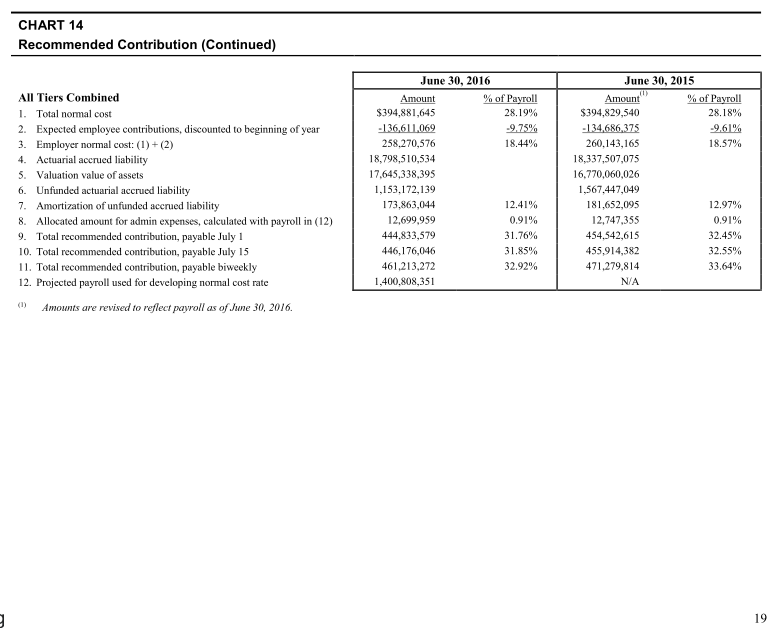 CHART 14
Recommended Contribution (Continued)
June 30, 2016 June 30, 2015
All Tiers Combined Amount % of Payroll Amount(1) % of Payroll
1. Total normal cost $394,881,645 28.19% $394,829,540 28.18%
2. Expected employee contributions, discounted to beginning of year -136,611,069 -9.75% -134,686,375 -9.61%
3. Employer normal cost: (1) + (2) 258,270,576 18.44% 260,143,165 18.57%
4. Actuarial accrued liability 18,798,510,534 18,337,507,075
5. Valuation value of assets 17,645,338,395 16,770,060,026
6. Unfunded actuarial accrued liability 1,153,172,139 1,567,447,049
7. Amortization of unfunded accrued liability 173,863,044 12.41% 181,652,095 12.97%
8. Allocated amount for admin expenses, calculated with payroll in (12) 12,699,959 0.91% 12,747,355 0.91%
9. Total recommended contribution, payable July 1 444,833,579 31.76% 454,542,615 32.45%
10. Total recommended contribution, payable July 15 446,176,046 31.85% 455,914,382 32.55%
11. Total recommended contribution, payable biweekly 461,213,272 32.92% 471,279,814 33.64%
12. Projected payroll used for developing normal cost rate 1,400,808,351 N/A
(1) Amounts are revised to reflect payroll as of June 30, 2016.
g 19